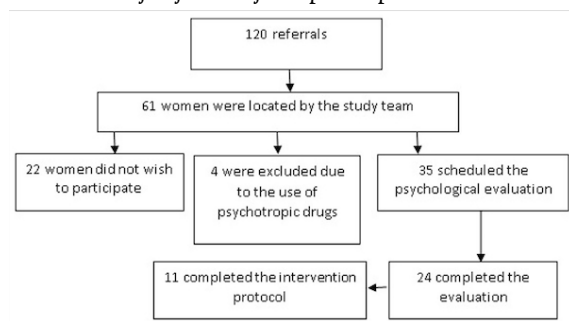 120 referrals
61 women were located by the study team
22 women did not wish
to participate
4 were excluded due
to the use of
psychotropic drugs
35 scheduled the
psychological evaluation
11 completed the intervention
protocol
24 completed the
evaluation